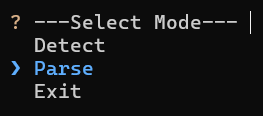 ? ---Select Mode---
Detect
❯ Parse
Exit